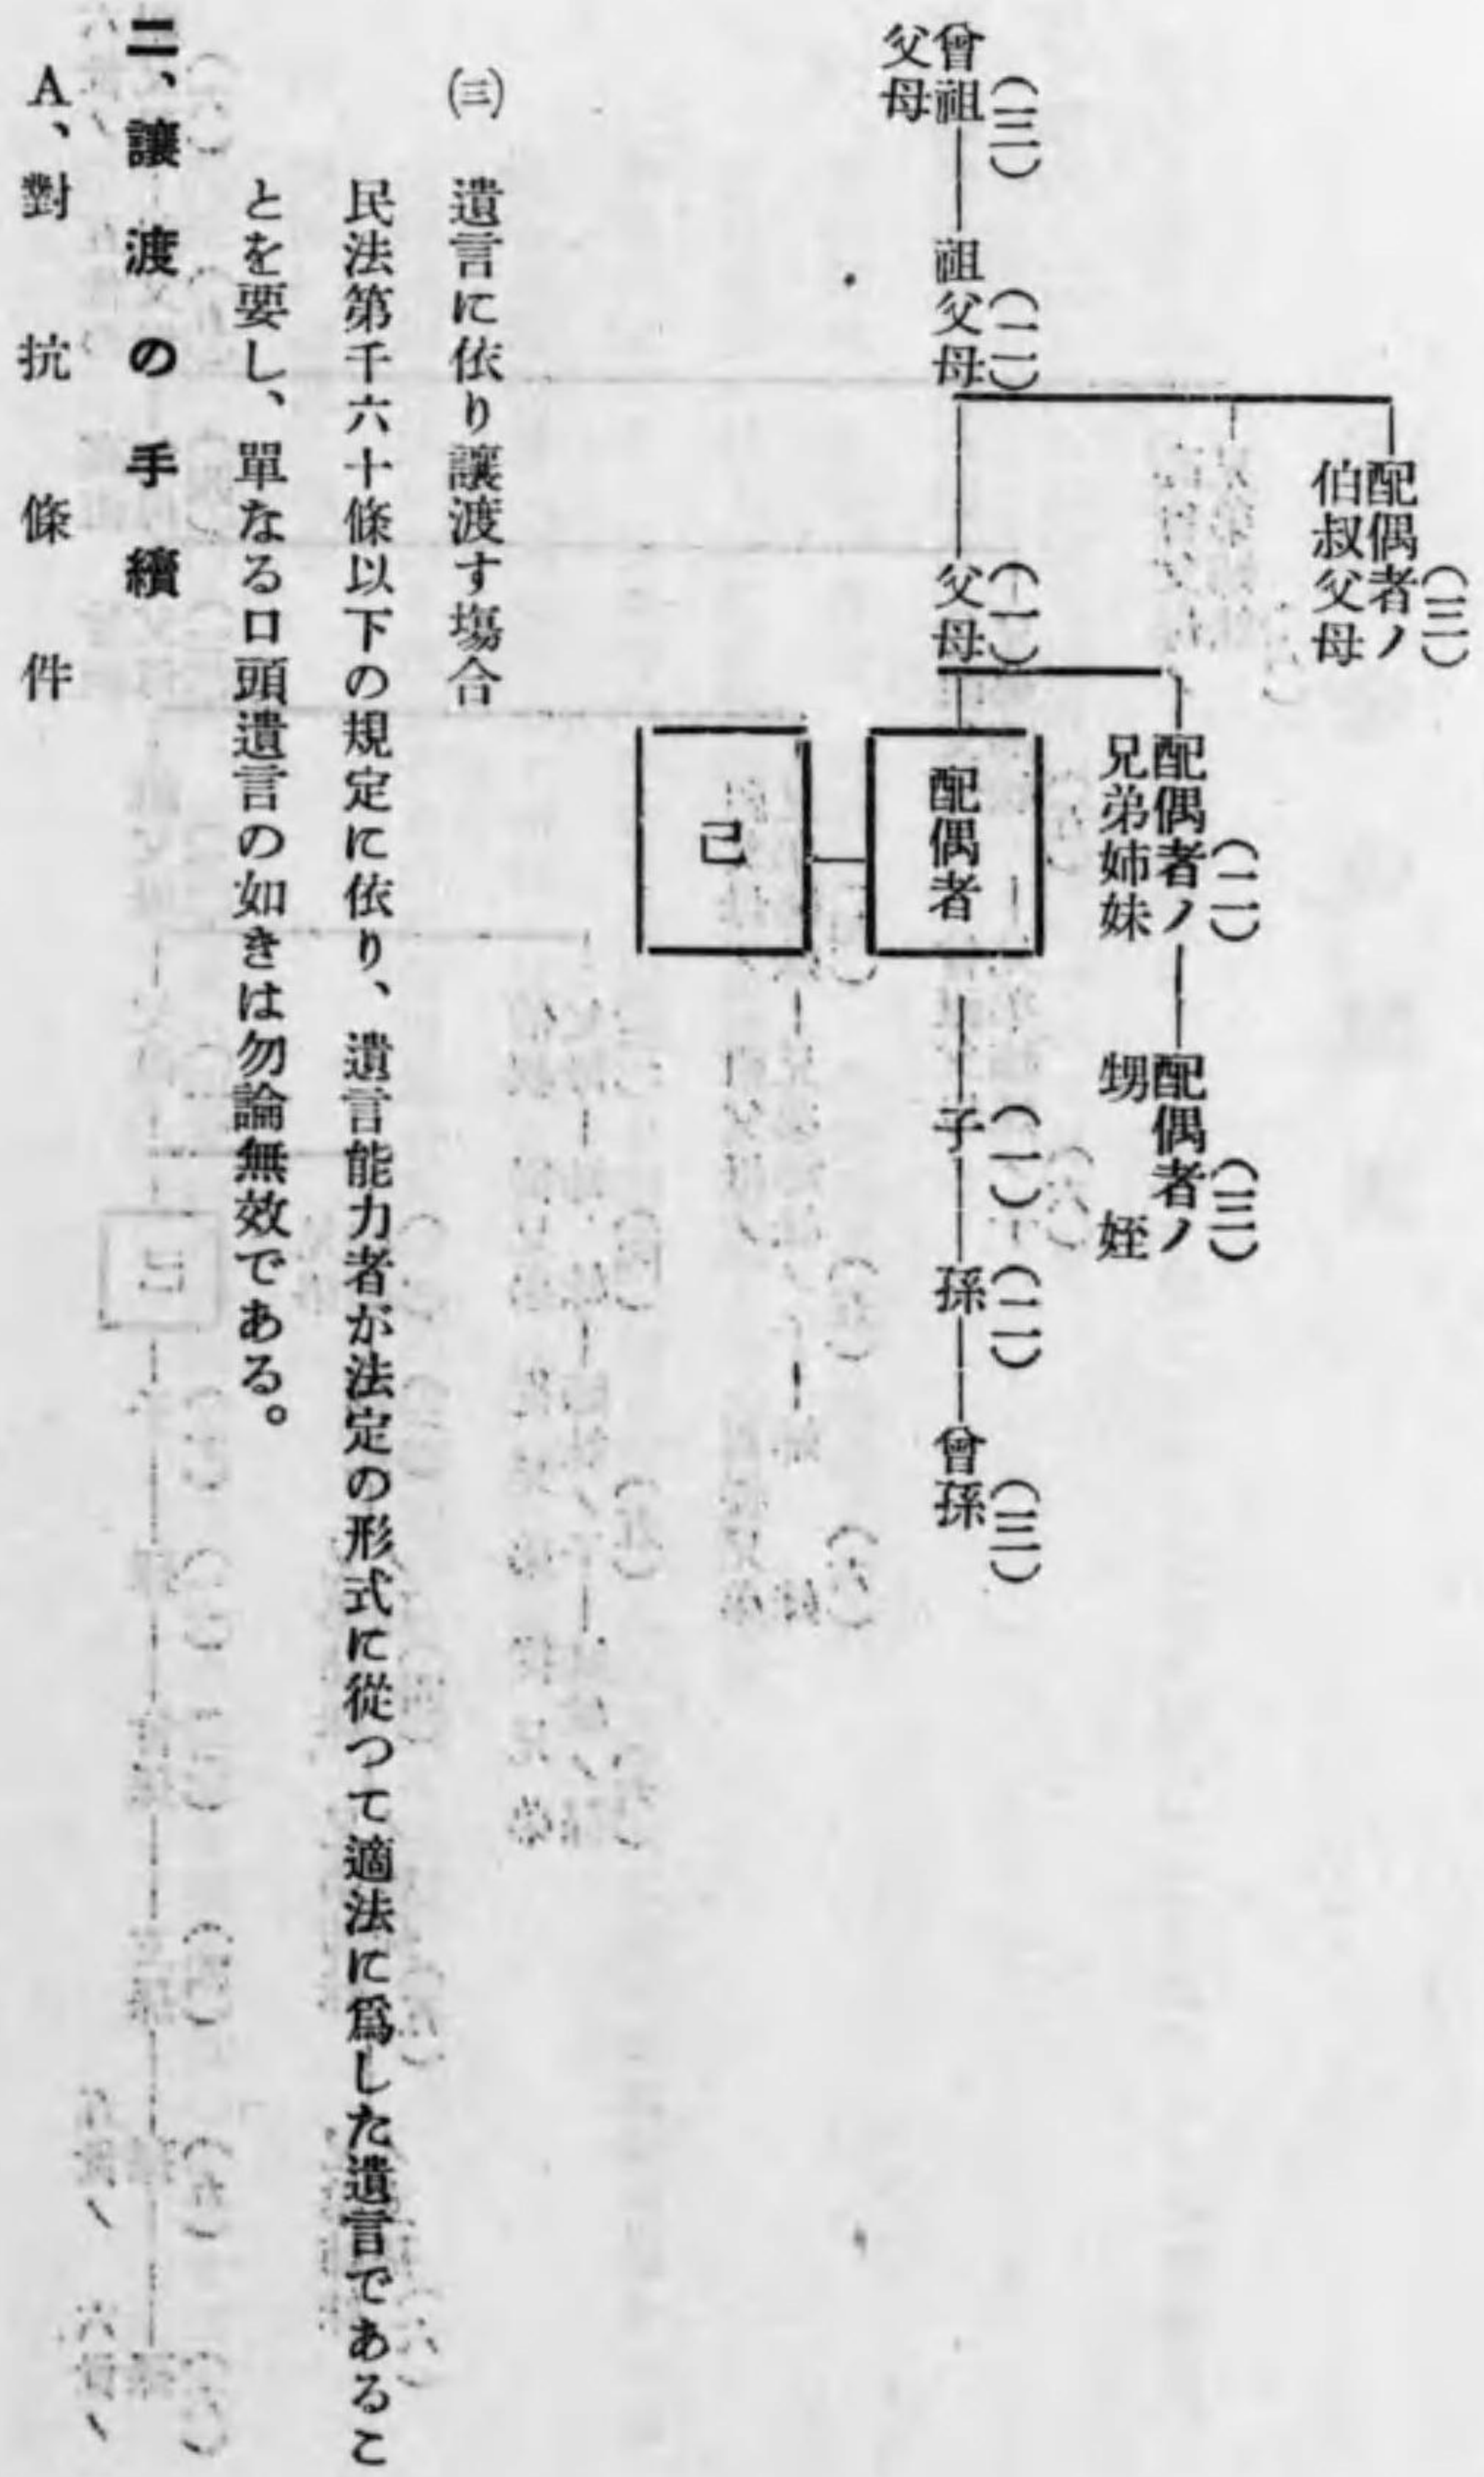 (三)
配偶者ノ
伯叔父母
(二)
配偶者ノ
兄弟姉妹
(三)
配偶者ノ
甥姪
(三)
曾祖
父母
(二)
祖父母
(一)
父母
配偶者
(一)
子
(二)
孫
(三)
曾孫
己
㈢ 遺言に依り讓渡す塲合
民法第千六十條以下の規定に依り、遺言能力者が法定の形式に從つて適法に爲した遺言であるこ
とを要し、單なる口頭遺言の如きは勿論無效である。
二、讓渡の手續
A、對抗條件